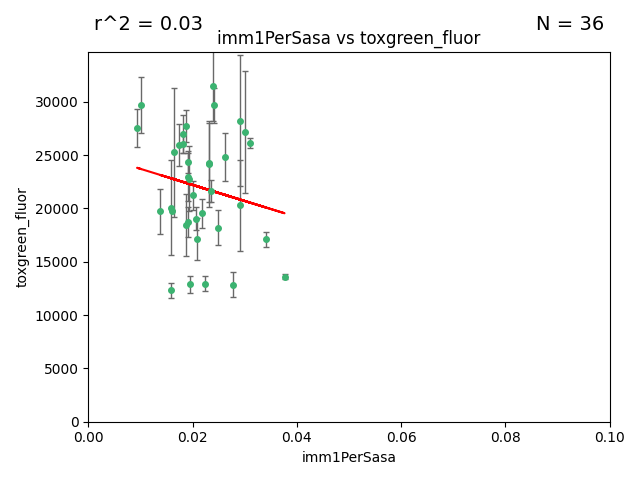 r^2 = 0.03
N = 36
imm1PerSasa vs toxgreen_fluor
30000
25000
20000
15000
10000
5000
0
toxgreen_fluor
0.00
0.02
0.04
0.06
0.08
0.10
imm1PerSasa